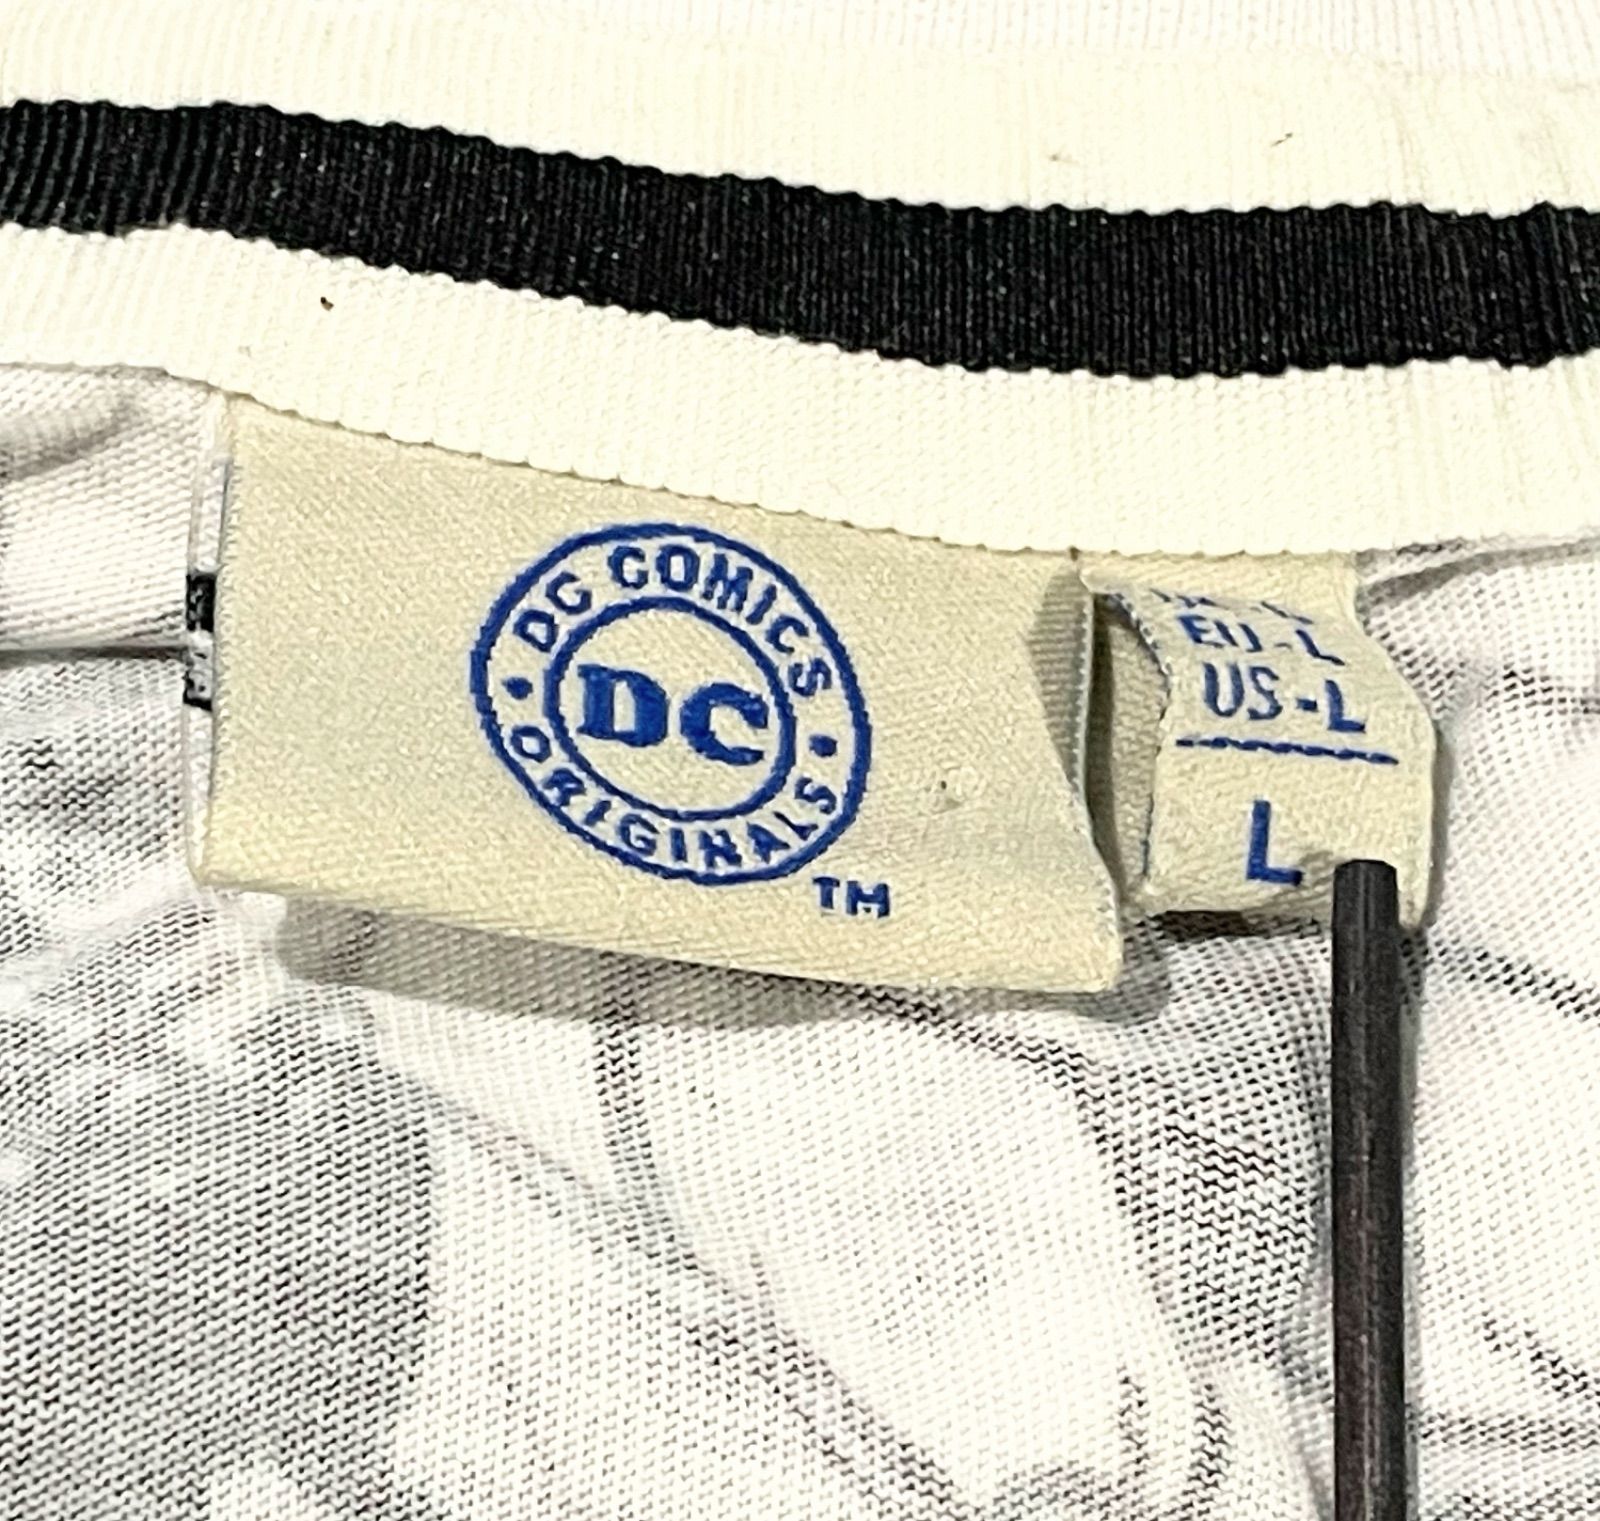 DC COMICS
DC
ORIGINALS
TM
EU-L
US-L
L